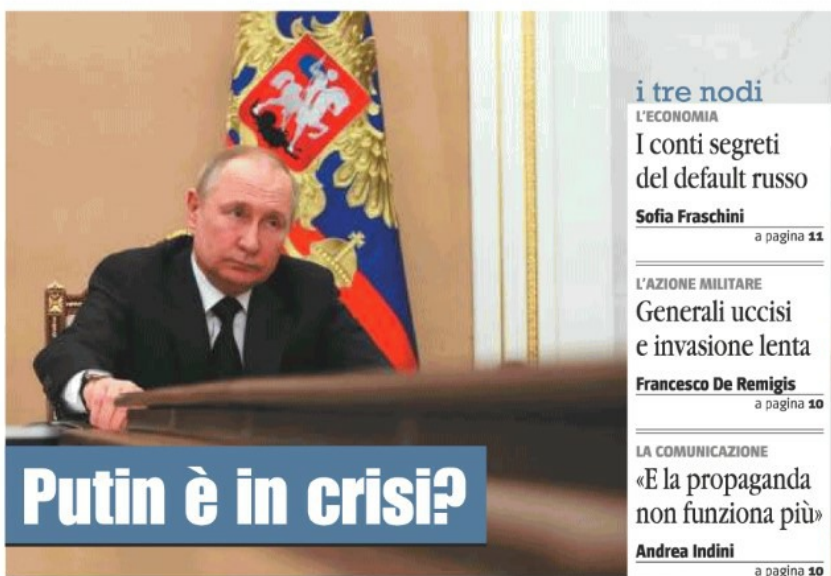 Putin è in crisi?
i tre nodi
L'ECONOMIA
I conti segreti
del default russo
Sofia Fraschini
a pagina 11
L'AZIONE MILITARE
Generali uccisi
e invasione lenta
Francesco De Remigis
a pagina 10
LA COMUNICAZIONE
«E la propaganda
non funziona più»
Andrea Indini
a pagina 10